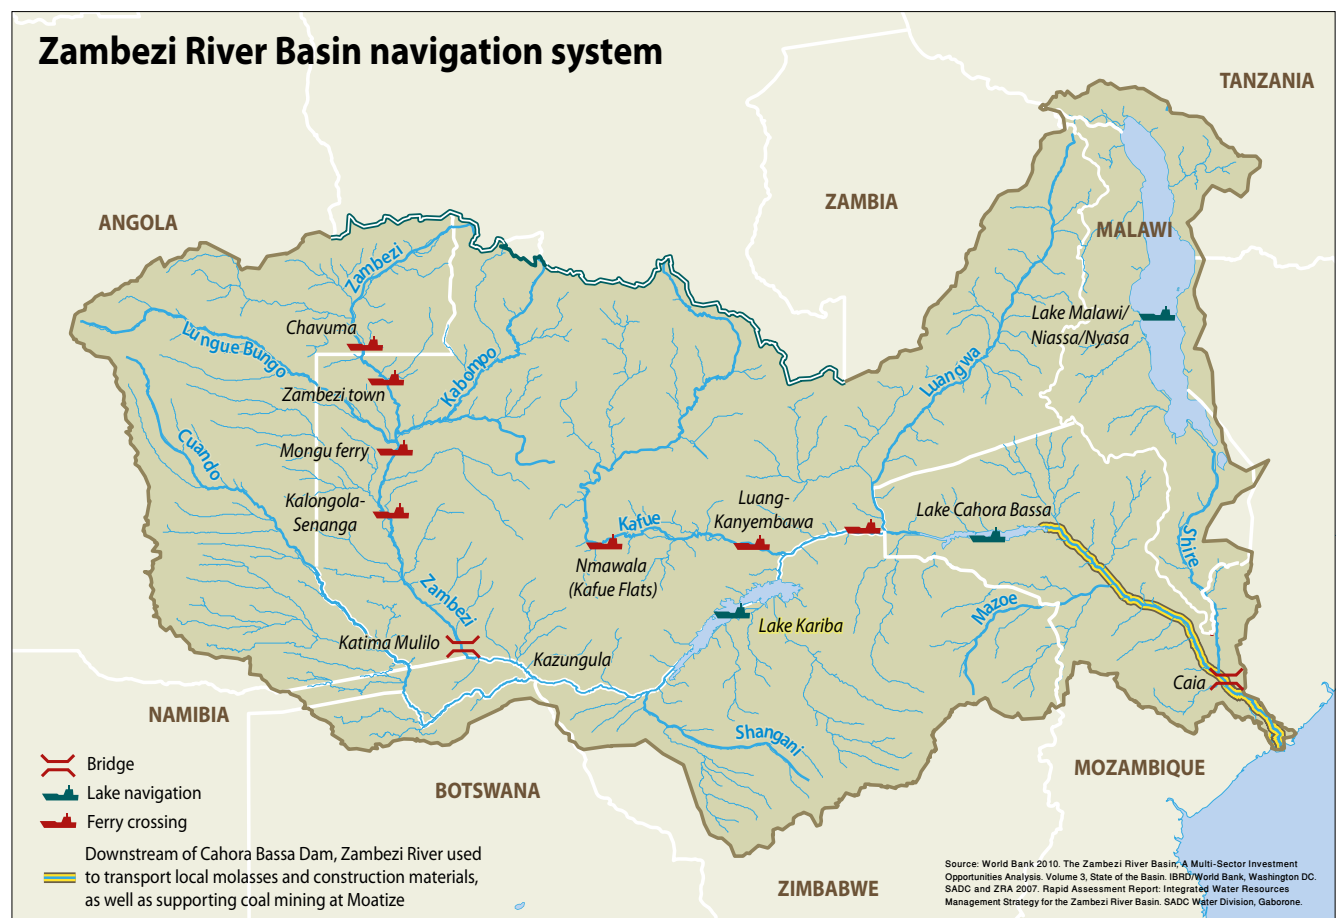 Zambezi River Basin navigation system
TANZANIA
ZAMBIA
ANGOLA
MALAWI
Zambezi
Chavuma
Lake Malawi/
Niassa/Nyasa
Lungue Bungo
Zambezi town
Kabompo
Luangwa
Cuando
Mongu ferry
Kalongola-
Senanga
Luang-
Kanyembawa
Lake Cahora Bassa
Kafue
Shire
Nmawala
(Kafue Flats)
Zambezi
Mazoe
Lake Kariba
Katima Mulilo
Kazungula
Caia
NAMIBIA
Shangani
MOZAMBIQUE
BOTSWANA
ZIMBABWE
Bridge
Lake navigation
Ferry crossing
Downstream of Cahora Bassa Dam, Zambezi River used
to transport local molasses and construction materials,
as well as supporting coal mining at Moatize
Source: World Bank 2010. The Zambezi River Basin, A Multi-Sector Investment
Opportunities Analysis. Volume 3, State of the Basin. IBRD/World Bank, Washington DC.
SADC and ZRA 2007. Rapid Assessment Report: Integrated Water Resources
Management Strategy for the Zambezi River Basin. SADC Water Division, Gaborone.